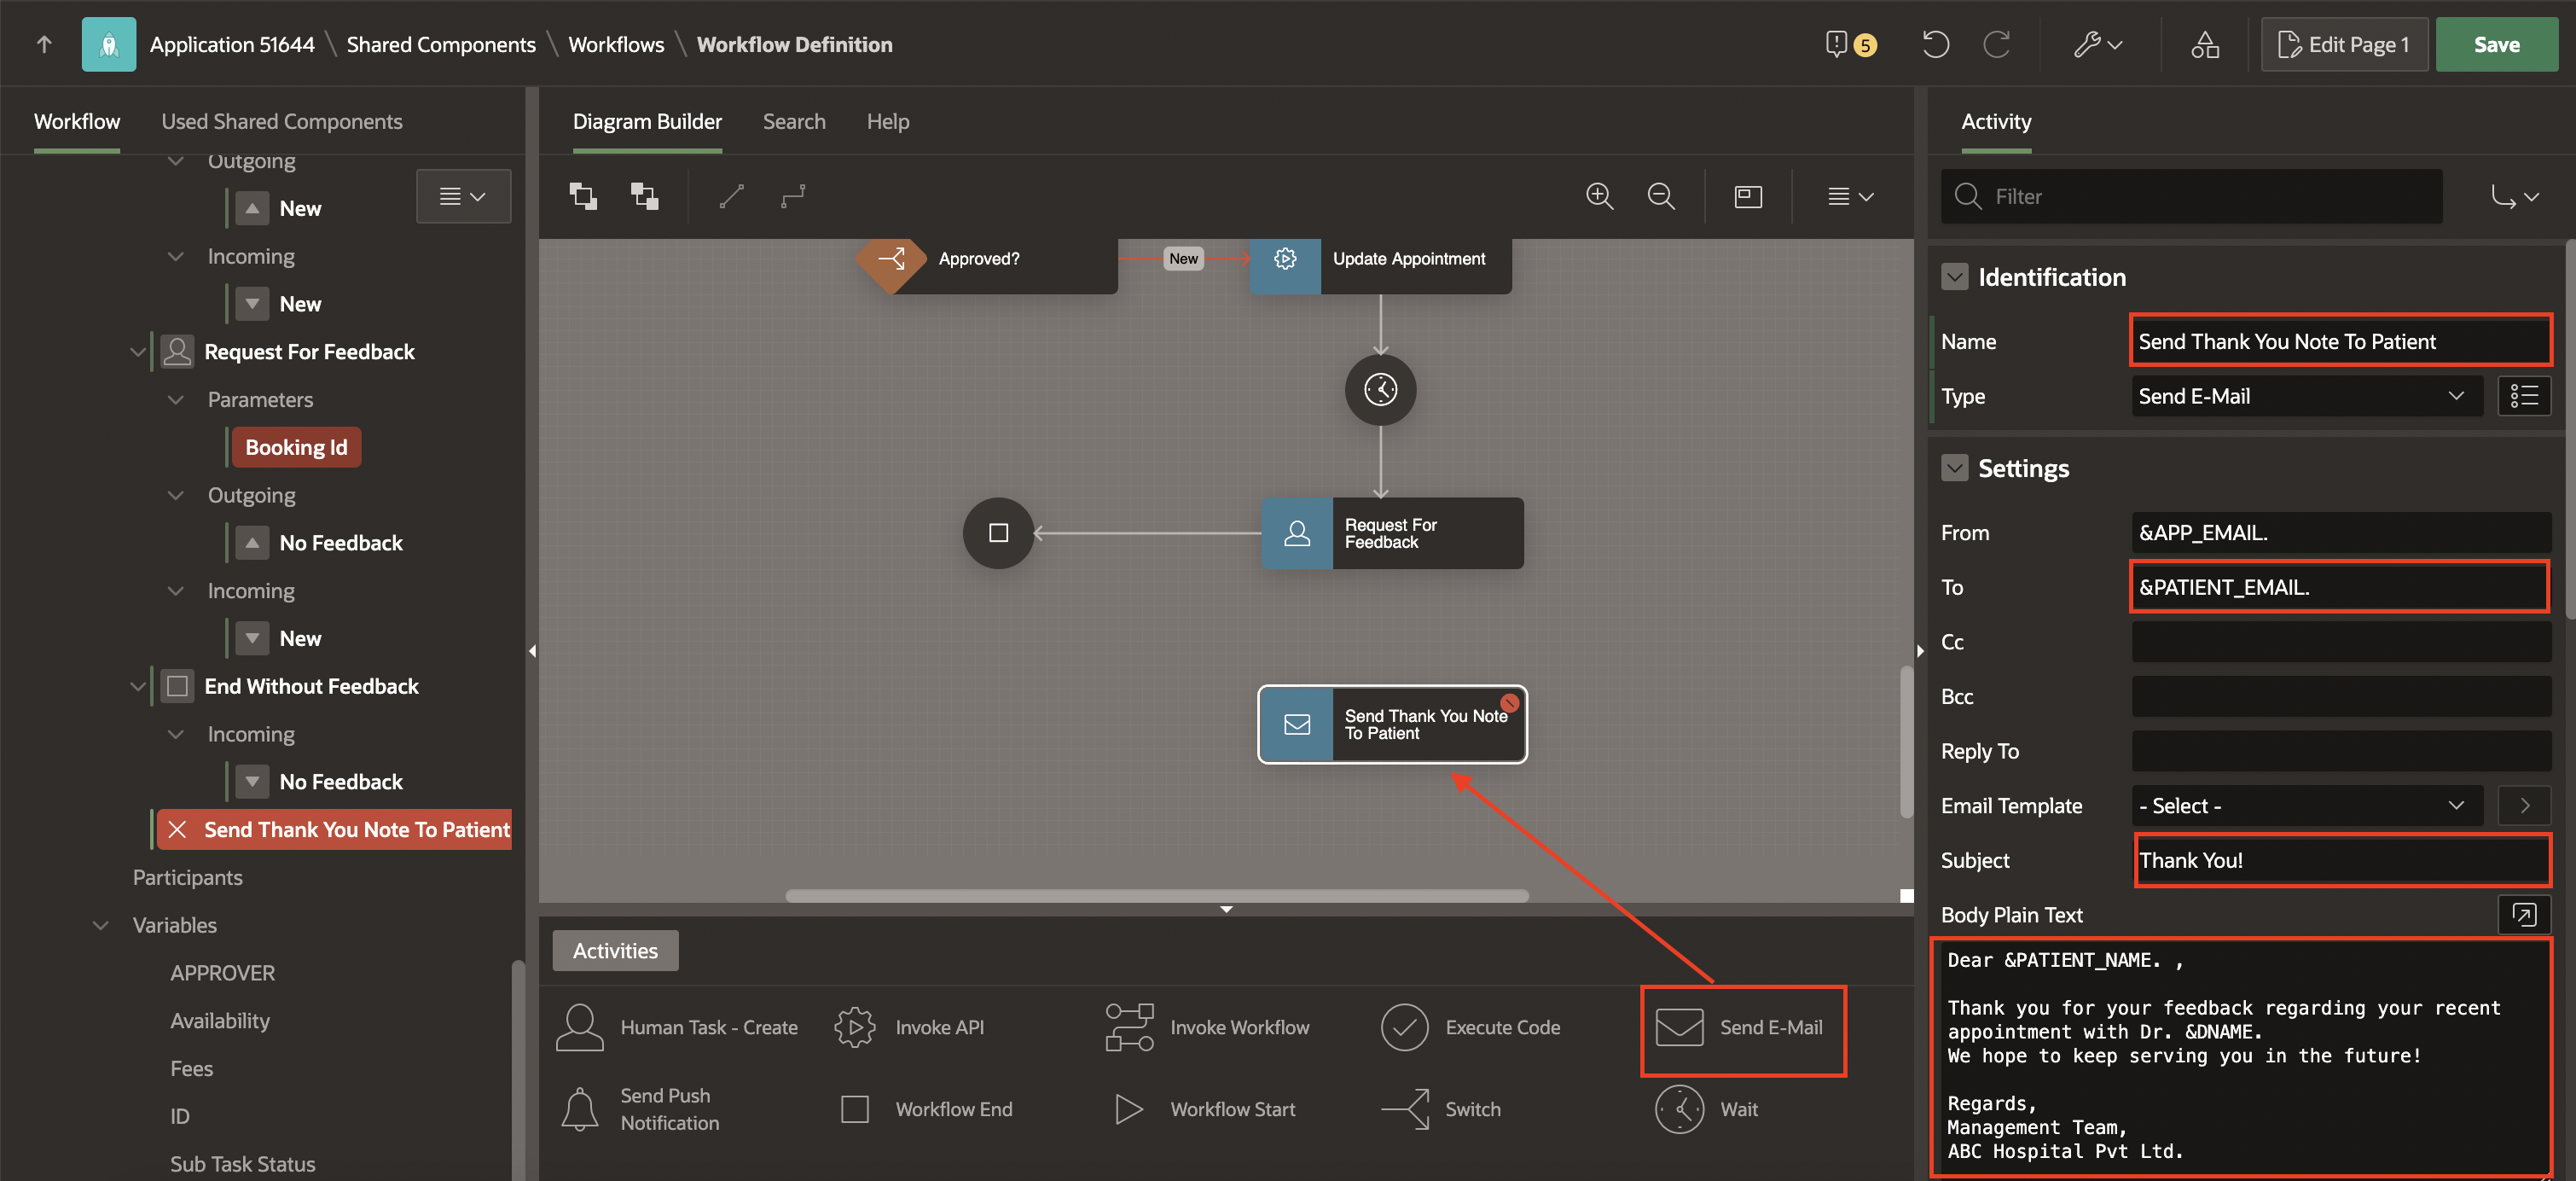 Application 51644 \ Shared Components \ Workflows \ Workflow Definition
5
Edit Page 1
Save
Workflow
Used Shared Components
Outgoing
New
Incoming
New
Request For Feedback
Parameters
Booking Id
Outgoing
No Feedback
Incoming
New
End Without Feedback
Incoming
No Feedback
Send Thank You Note To Patient
Participants
Variables
APPROVER
Availability
Fees
ID
Sub Task Status
Diagram Builder
Search
Help
Approved?
New
Update Appointment
Request For
Feedback
Send Thank You Note
To Patient
Activities
Human Task - Create
Invoke API
Invoke Workflow
Execute Code
Send E-Mail
Send Push
Notification
Workflow End
Workflow Start
Switch
Wait
Activity
Filter
Identification
Name
Send Thank You Note To Patient
Type
Send E-Mail
Settings
From
&APP_EMAIL.
To
&PATIENT_EMAIL.
Cc
Bcc
Reply To
Email Template
- Select -
Subject
Thank You!
Body Plain Text
Dear &PATIENT_NAME. ,
Thank you for your feedback regarding your recent
appointment with Dr. &DNAME.
We hope to keep serving you in the future!
Regards,
Management Team,
ABC Hospital Pvt Ltd.